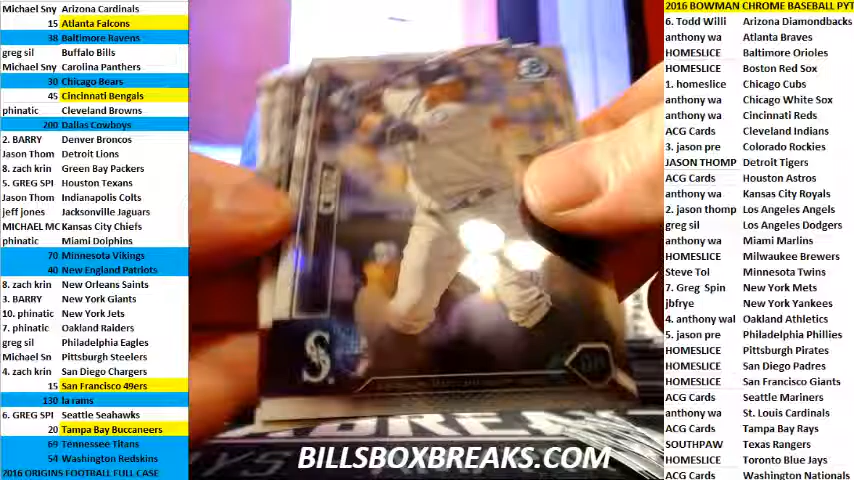 Michael Sny Arizona Cardinals
15 Atlanta Falcons
38 Baltimore Ravens
greg sil Buffalo Bills
Michael Sny Carolina Panthers
30 Chicago Bears
45 Cincinnati Bengals
phinatic Cleveland Browns
200 Dallas Cowboys
2. BARRY Denver Broncos
Jason Thom Detroit Lions
8. zach krin Green Bay Packers
5. GREG SPI Houston Texans
Jason Thom Indianapolis Colts
jeff jones Jacksonville Jaguars
MICHAEL MC Kansas City Chiefs
phinatic Miami Dolphins
70 Minnesota Vikings
40 New England Patriots
8. zach krin New Orleans Saints
3. BARRY New York Giants
10. phinatic New York Jets
7. phinatic Oakland Raiders
greg sil Philadelphia Eagles
Michael Sn Pittsburgh Steelers
4. zach krin San Diego Chargers
15 San Francisco 49ers
130 la rams
6. GREG SPI Seattle Seahawks
20 Tampa Bay Buccaneers
69 Tennessee Titans
54 Washington Redskins
2016 ORIGINS FOOTBALL FULL CASE
BILLSBOXBREAKS.COM
2016 BOWMAN CHROME BASEBALL PYT
6. Todd Willi Arizona Diamondbacks
anthony wa Atlanta Braves
HOMESLICE Baltimore Orioles
HOMESLICE Boston Red Sox
1. homeslice Chicago Cubs
anthony wa Chicago White Sox
anthony wa Cincinnati Reds
ACG Cards Cleveland Indians
3. jason pre Colorado Rockies
JASON THOMP Detroit Tigers
ACG Cards Houston Astros
anthony wa Kansas City Royals
2. jason thomp Los Angeles Angels
greg sil Los Angeles Dodgers
anthony wa Miami Marlins
HOMESLICE Milwaukee Brewers
Steve Tol Minnesota Twins
7. Greg Spin New York Mets
jbfrye New York Yankees
4. anthony wal Oakland Athletics
5. jason pre Philadelphia Phillies
HOMESLICE Pittsburgh Pirates
HOMESLICE San Diego Padres
HOMESLICE San Francisco Giants
ACG Cards Seattle Mariners
anthony wa St. Louis Cardinals
ACG Cards Tampa Bay Rays
SOUTHPAW Texas Rangers
HOMESLICE Toronto Blue Jays
ACG Cards Washington Nationals